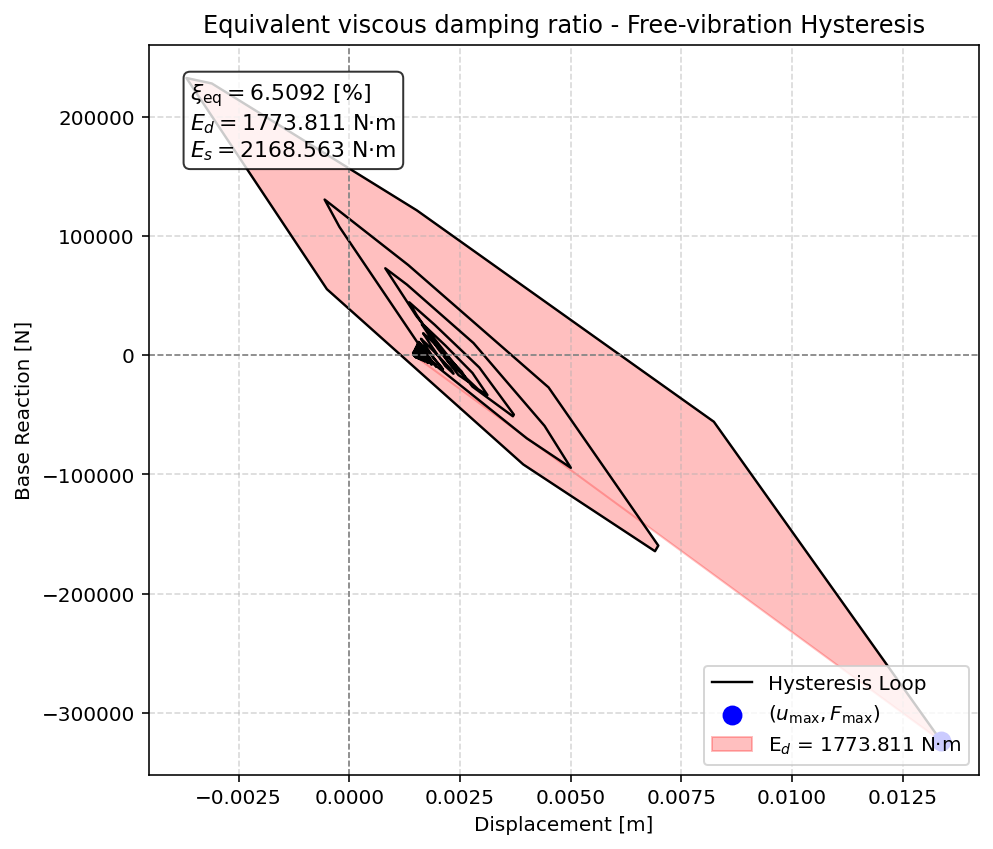 Equivalent viscous damping ratio - Free-vibration Hysteresis
ξeq = 6.5092 [%]
Ed = 1773.811 N·m
Es = 2168.563 N·m
200000
100000
0
−100000
−200000
−300000
Base Reaction [N]
Hysteresis Loop
(umax, Fmax)
Ed = 1773.811 N·m
−0.0025 0.0000 0.0025 0.0050 0.0075 0.0100 0.0125
Displacement [m]